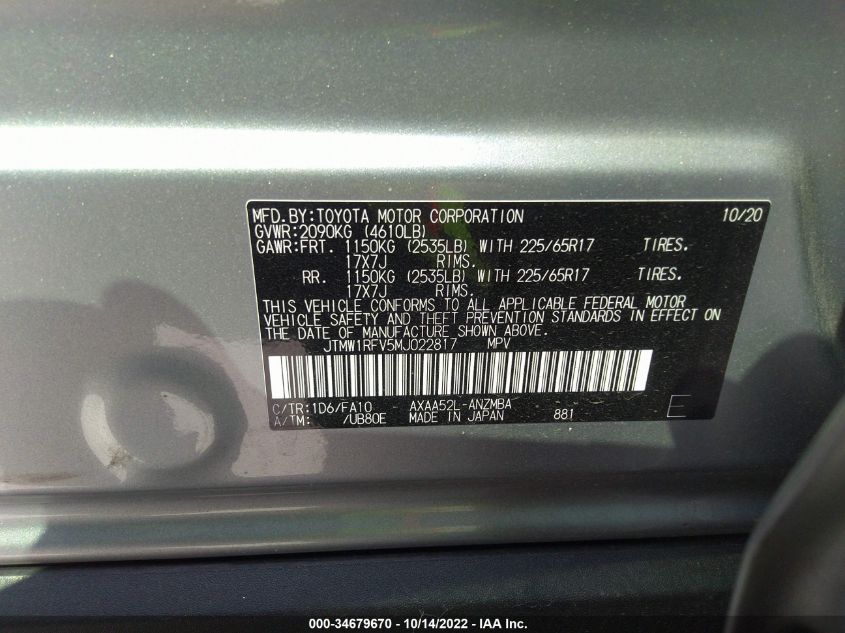 MFD.BY:TOYOTA MOTOR CORPORATION 10/20
GVWR:2090KG (4610LB)
GAWR:FRT. 1150KG (2535LB) WITH 225/65R17 TIRES.
17X7J RIMS.
RR. 1150KG (2535LB) WITH 225/65R17 TIRES.
17X7J RIMS.
THIS VEHICLE CONFORMS TO ALL APPLICABLE FEDERAL MOTOR
VEHICLE SAFETY AND THEFT PREVENTION STANDARDS IN EFFECT ON
THE DATE OF MANUFACTURE SHOWN ABOVE.
JTMW1RFV5MJ022817 MPV
C/TR:1D6/FA10 AXAA52L-ANZMBA
A/TM: /UB80E MADE IN JAPAN 881 E
000-34679670 - 10/14/2022 - IAA Inc.